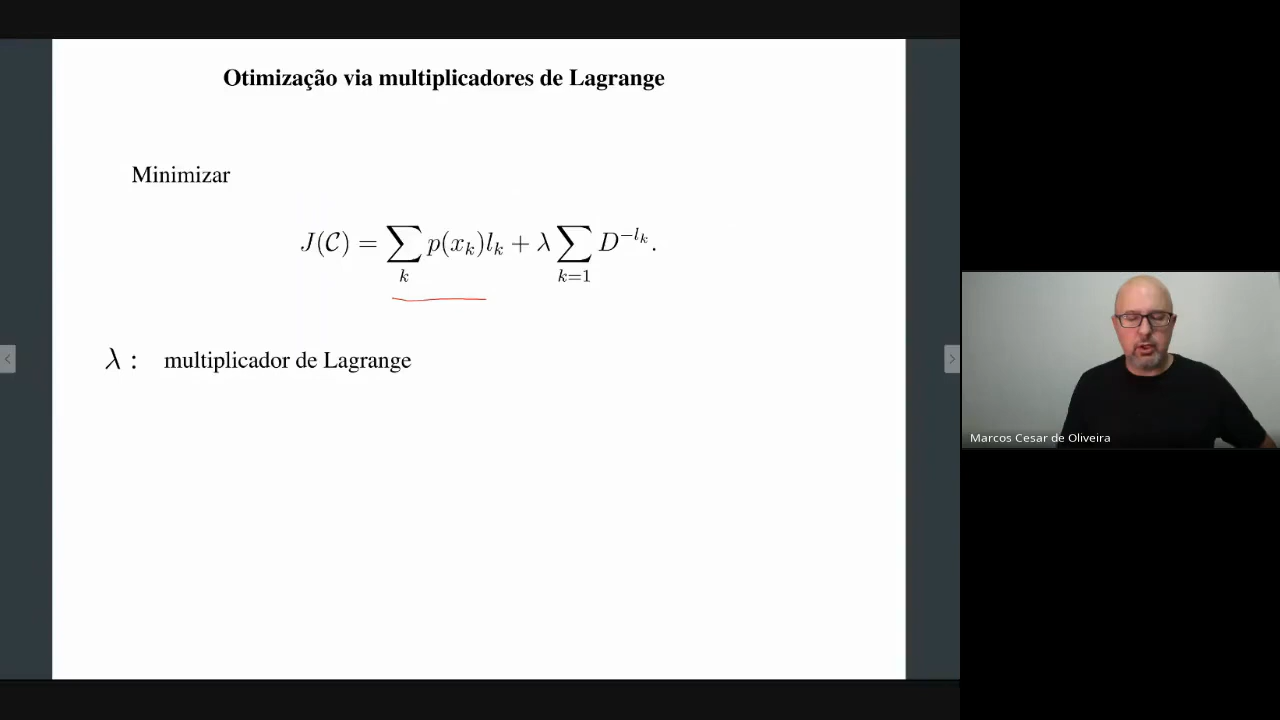 Otimização via multiplicadores de Lagrange
Minimizar
J(𝒞) = ∑_k p(x_k)l_k + λ ∑_{k=1} D^{-l_k}.
λ : multiplicador de Lagrange
Marcos Cesar de Oliveira